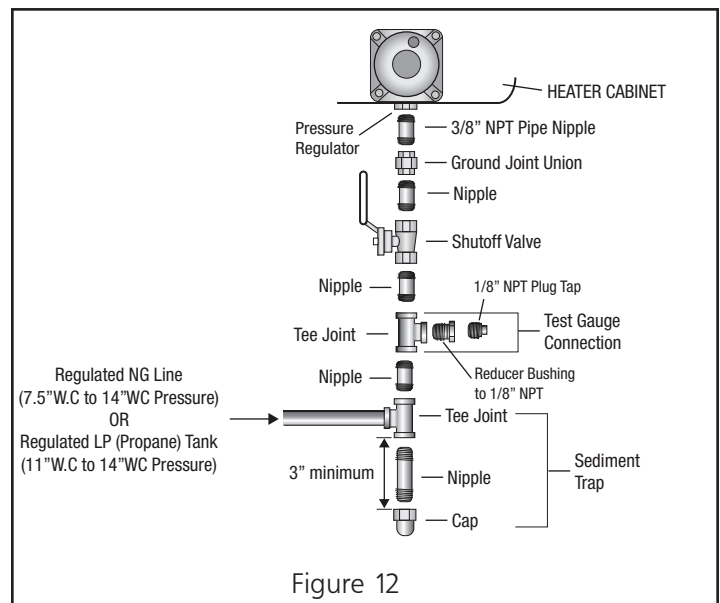 HEATER CABINET
Pressure
Regulator
3/8” NPT Pipe Nipple
Ground Joint Union
Nipple
Shutoff Valve
Nipple
1/8” NPT Plug Tap
Tee Joint
Test Gauge
Connection
Reducer Bushing
to 1/8” NPT
Nipple
Regulated NG Line
(7.5”W.C to 14”WC Pressure)
OR
Regulated LP (Propane) Tank
(11”W.C to 14”WC Pressure)
Tee Joint
3” minimum
Nipple
Sediment
Trap
Cap
Figure 12